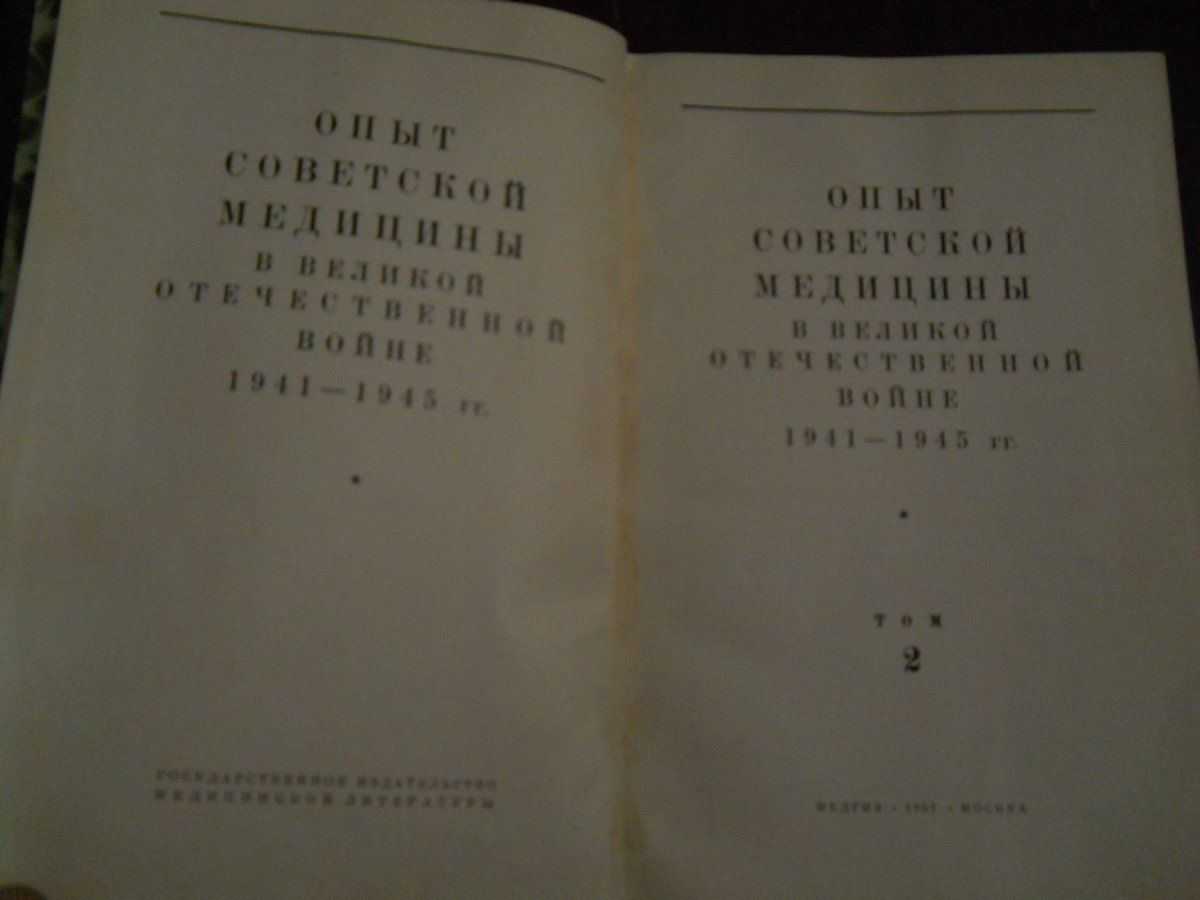 ОПЫТ
СОВЕТСКОЙ
МЕДИЦИНЫ
В ВЕЛИКОЙ
ОТЕЧЕСТВЕННОЙ
ВОЙНЕ
1941—1945 гг.
ГОСУДАРСТВЕННОЕ ИЗДАТЕЛЬСТВО
МЕДИЦИНСКОЙ ЛИТЕРАТУРЫ
ОПЫТ
СОВЕТСКОЙ
МЕДИЦИНЫ
В ВЕЛИКОЙ
ОТЕЧЕСТВЕННОЙ
ВОЙНЕ
1941—1945 гг.
ТОМ
2
МЕДГИЗ • МОСКВА